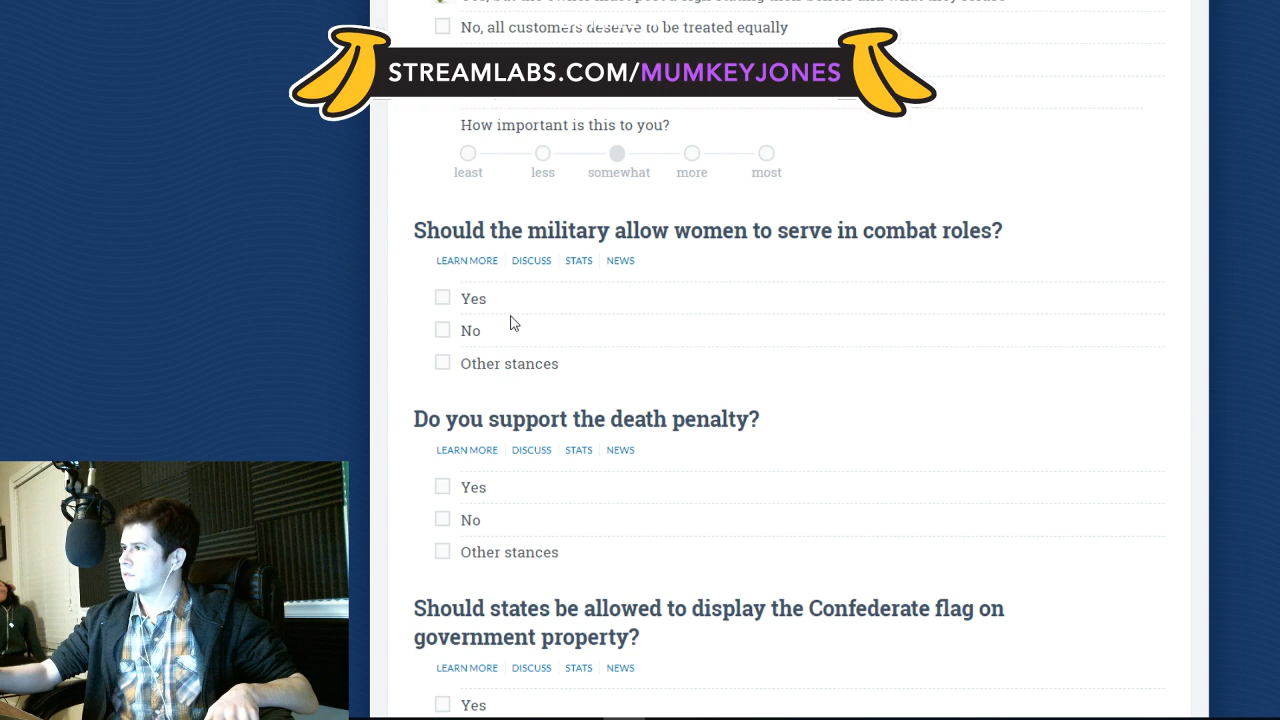 No, all customers deserve to be treated equally
STREAMLABS.COM/MUMKEYJONES
How important is this to you?
least less somewhat more most
Should the military allow women to serve in combat roles?
LEARN MORE DISCUSS STATS NEWS
Yes
No
Other stances
Do you support the death penalty?
LEARN MORE DISCUSS STATS NEWS
Yes
No
Other stances
Should states be allowed to display the Confederate flag on
government property?
LEARN MORE DISCUSS STATS NEWS
Yes